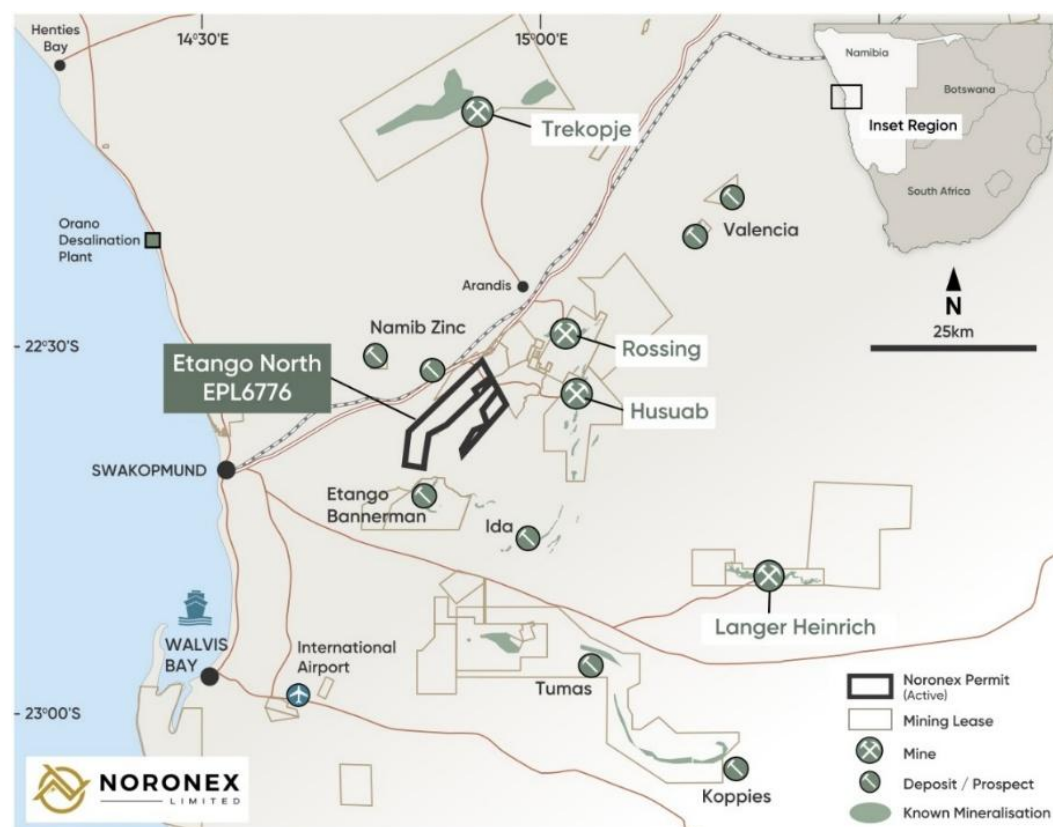 Henties
Bay
14°30'E
15°00'E
Namibia
Botswana
Inset Region
South Africa
Trekopje
Orano
Desalination
Plant
Valencia
Arandis
N
25km
22°30'S
Namib Zinc
Rossing
Etango North
EPL6776
Husuab
SWAKOPMUND
Etango
Bannerman
Ida
Langer Heinrich
WALVIS
BAY
International
Airport
Tumas
23°00'S
Koppies
Noronex Permit
(Active)
Mining Lease
Mine
Deposit / Prospect
Known Mineralisation
NORONEX
LIMITED